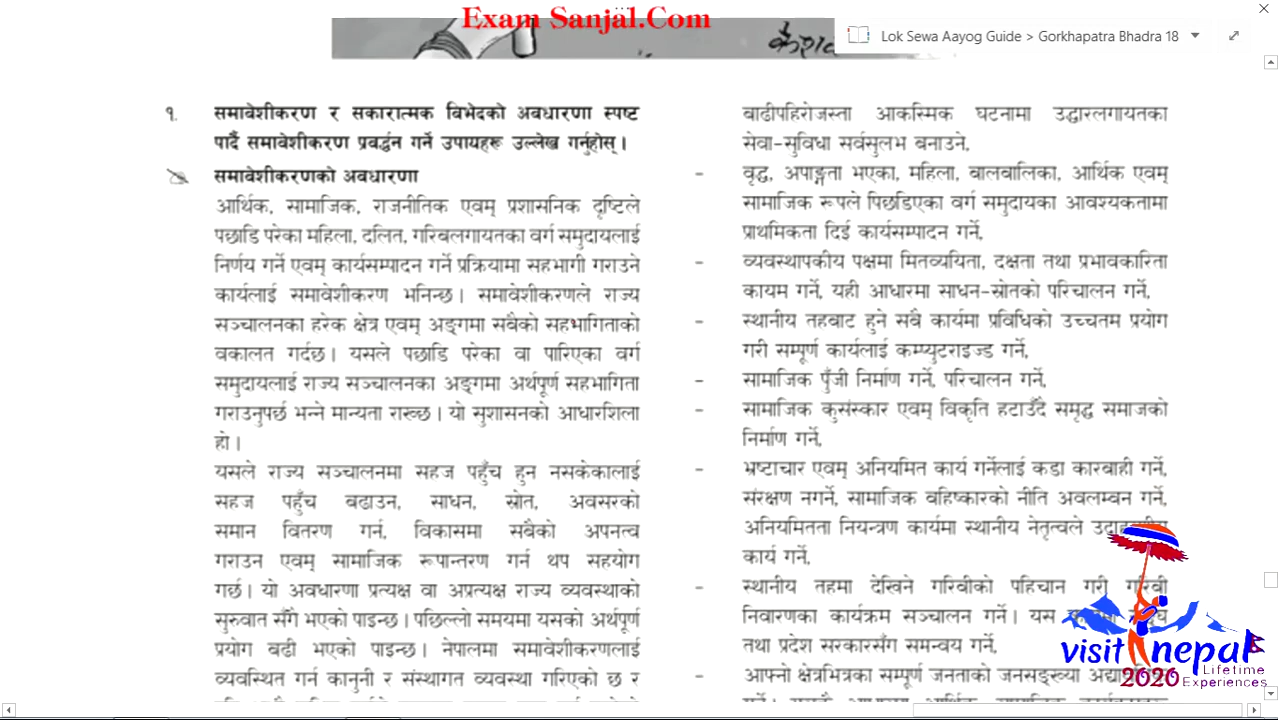 Exam Sanjal.Com
Lok Sewa Aayog Guide > Gorkhapatra Bhadra 18
१. समावेशीकरण र सकारात्मक विभेदको अवधारणा स्पष्ट
पार्दै समावेशीकरण प्रवर्द्धन गर्ने उपायहरू उल्लेख गर्नुहोस् ।
समावेशीकरणको अवधारणा
आर्थिक, सामाजिक, राजनीतिक एवम् प्रशासनिक दृष्टिले
पछाडि परेका महिला, दलित, गरिबलगायतका वर्ग समुदायलाई
निर्णय गर्ने एवम् कार्यसम्पादन गर्ने प्रक्रियामा सहभागी गराउने
कार्यलाई समावेशीकरण भनिन्छ । समावेशीकरणले राज्य
सञ्चालनका हरेक क्षेत्र एवम् अङ्गमा सबैको सहभागिताको
वकालत गर्दछ । यसले पछाडि परेका वा पारिएका वर्ग
समुदायलाई राज्य सञ्चालनका अङ्गमा अर्थपूर्ण सहभागिता
गराउनुपर्छ भन्ने मान्यता राख्छ । यो सुशासनको आधारशिला
हो ।
यसले राज्य सञ्चालनमा सहज पहुँच हुन नसकेकालाई
सहज पहुँच बढाउन, साधन, स्रोत, अवसरको
समान वितरण गर्न, विकासमा सबैको अपनत्व
गराउन एवम् सामाजिक रूपान्तरण गर्न थप सहयोग
गर्छ । यो अवधारणा प्रत्यक्ष वा अप्रत्यक्ष राज्य व्यवस्थाको
सुरुवात सँगै भएको पाइन्छ । पछिल्लो समयमा यसको अर्थपूर्ण
प्रयोग बढी भएको पाइन्छ । नेपालमा समावेशीकरणलाई
व्यवस्थित गर्न कानुनी र संस्थागत व्यवस्था गरिएको छ र
बाढीपहिरोजस्ता आकस्मिक घटनामा उद्धारलगायतका
सेवा-सुविधा सर्वसुलभ बनाउने,
- वृद्ध, अपाङ्गता भएका, महिला, बालबालिका, आर्थिक एवम्
सामाजिक रूपले पिछडिएका वर्ग समुदायका आवश्यकतामा
प्राथमिकता दिई कार्यसम्पादन गर्ने,
- व्यवस्थापकीय पक्षमा मितव्ययिता, दक्षता तथा प्रभावकारिता
कायम गर्ने, यही आधारमा साधन-स्रोतको परिचालन गर्ने,
- स्थानीय तहबाट हुने सबै कार्यमा प्रविधिको उच्चतम प्रयोग
गरी सम्पूर्ण कार्यलाई कम्प्युटराइज्ड गर्ने,
- सामाजिक पुँजी निर्माण गर्ने, परिचालन गर्ने,
- सामाजिक कुसंस्कार एवम् विकृति हटाउँदै समृद्ध समाजको
निर्माण गर्ने,
- भ्रष्टाचार एवम् अनियमित कार्य गर्नेलाई कडा कारबाही गर्ने,
संरक्षण नगर्ने, सामाजिक वहिष्कारको नीति अवलम्बन गर्ने,
अनियमितता नियन्त्रण कार्यमा स्थानीय नेतृत्वले उदाहरणीय
कार्य गर्ने,
- स्थानीय तहमा देखिने गरिबीको पहिचान गरी गरिबी
निवारणका कार्यक्रम सञ्चालन गर्ने । यस
तथा प्रदेश सरकारसँग समन्वय गर्ने,
- आफ्नो क्षेत्रभित्रका सम्पूर्ण जनताको जनसङ्ख्या
visit nepal
2020 Lifetime
Experiences